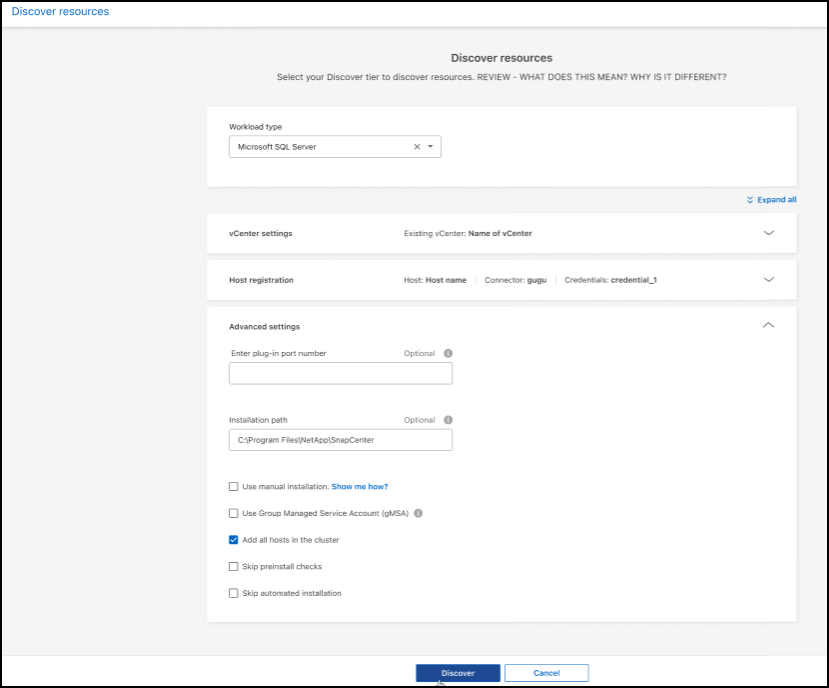 Discover resources
Discover resources
Select your Discover tier to discover resources. REVIEW - WHAT DOES THIS MEAN? WHY IS IT DIFFERENT?
Workload type
Microsoft SQL Server
Expand all
vCenter settings Existing vCenter: Name of vCenter
Host registration Host: Host name Connector: gugu Credentials: credential_1
Advanced settings
Enter plug-in port number Optional
Installation path Optional
C:\Program Files\NetApp\SnapCenter
Use manual installation. Show me how?
Use Group Managed Service Account (gMSA)
Add all hosts in the cluster
Skip preinstall checks
Skip automated installation
Discover Cancel